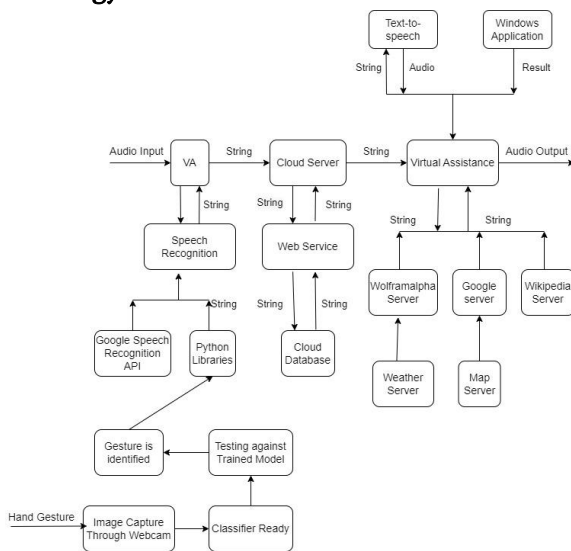 Text-to-
speech
Windows
Application
String
Audio
Result
Audio Input
VA
String
Cloud Server
String
Virtual Assistance
Audio Output
String
String
String
String
String
String
Speech
Recognition
Web Service
Wolframalpha
Server
Google
server
Wikipedia
Server
String
String
String
Google Speech
Recognition
API
Python
Libraries
Cloud
Database
Weather
Server
Map
Server
Gesture is
identified
Testing against
Trained Model
Hand Gesture
Image Capture
Through Webcam
Classifier Ready